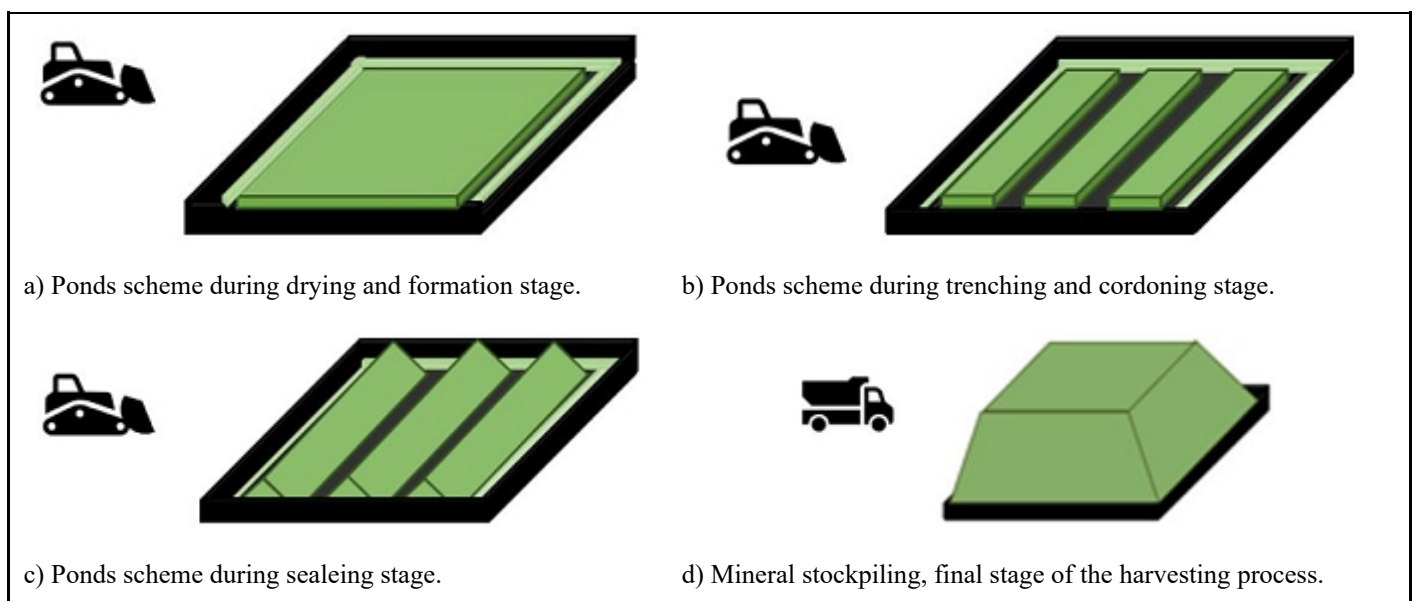 a) Ponds scheme during drying and formation stage.
b) Ponds scheme during trenching and cordoning stage.
c) Ponds scheme during sealeing stage.
d) Mineral stockpiling, final stage of the harvesting process.